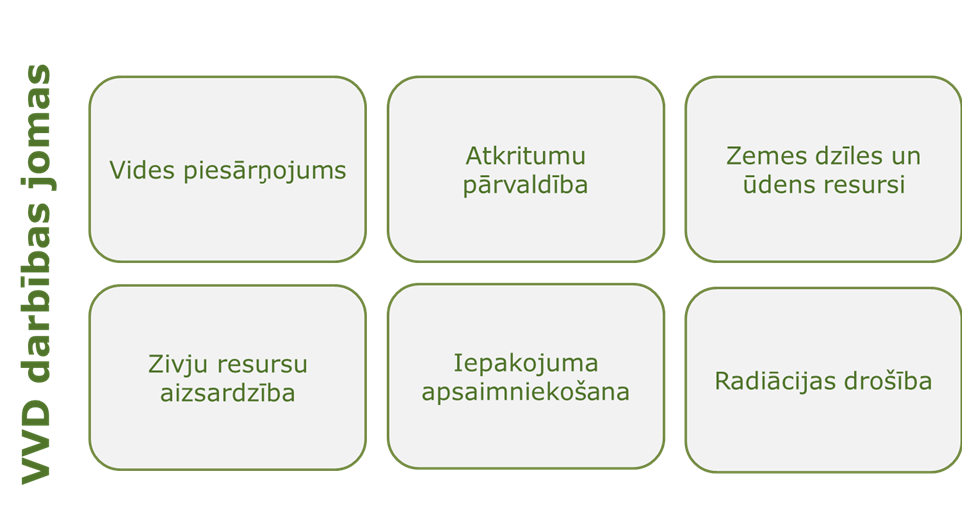 VVD darbības jomas
Vides piesārņojums
Atkritumu
pārvaldība
Zemes dzīles un
ūdens resursi
Zivju resursu
aizsardzība
Iepakojuma
apsaimniekošana
Radiācijas drošība